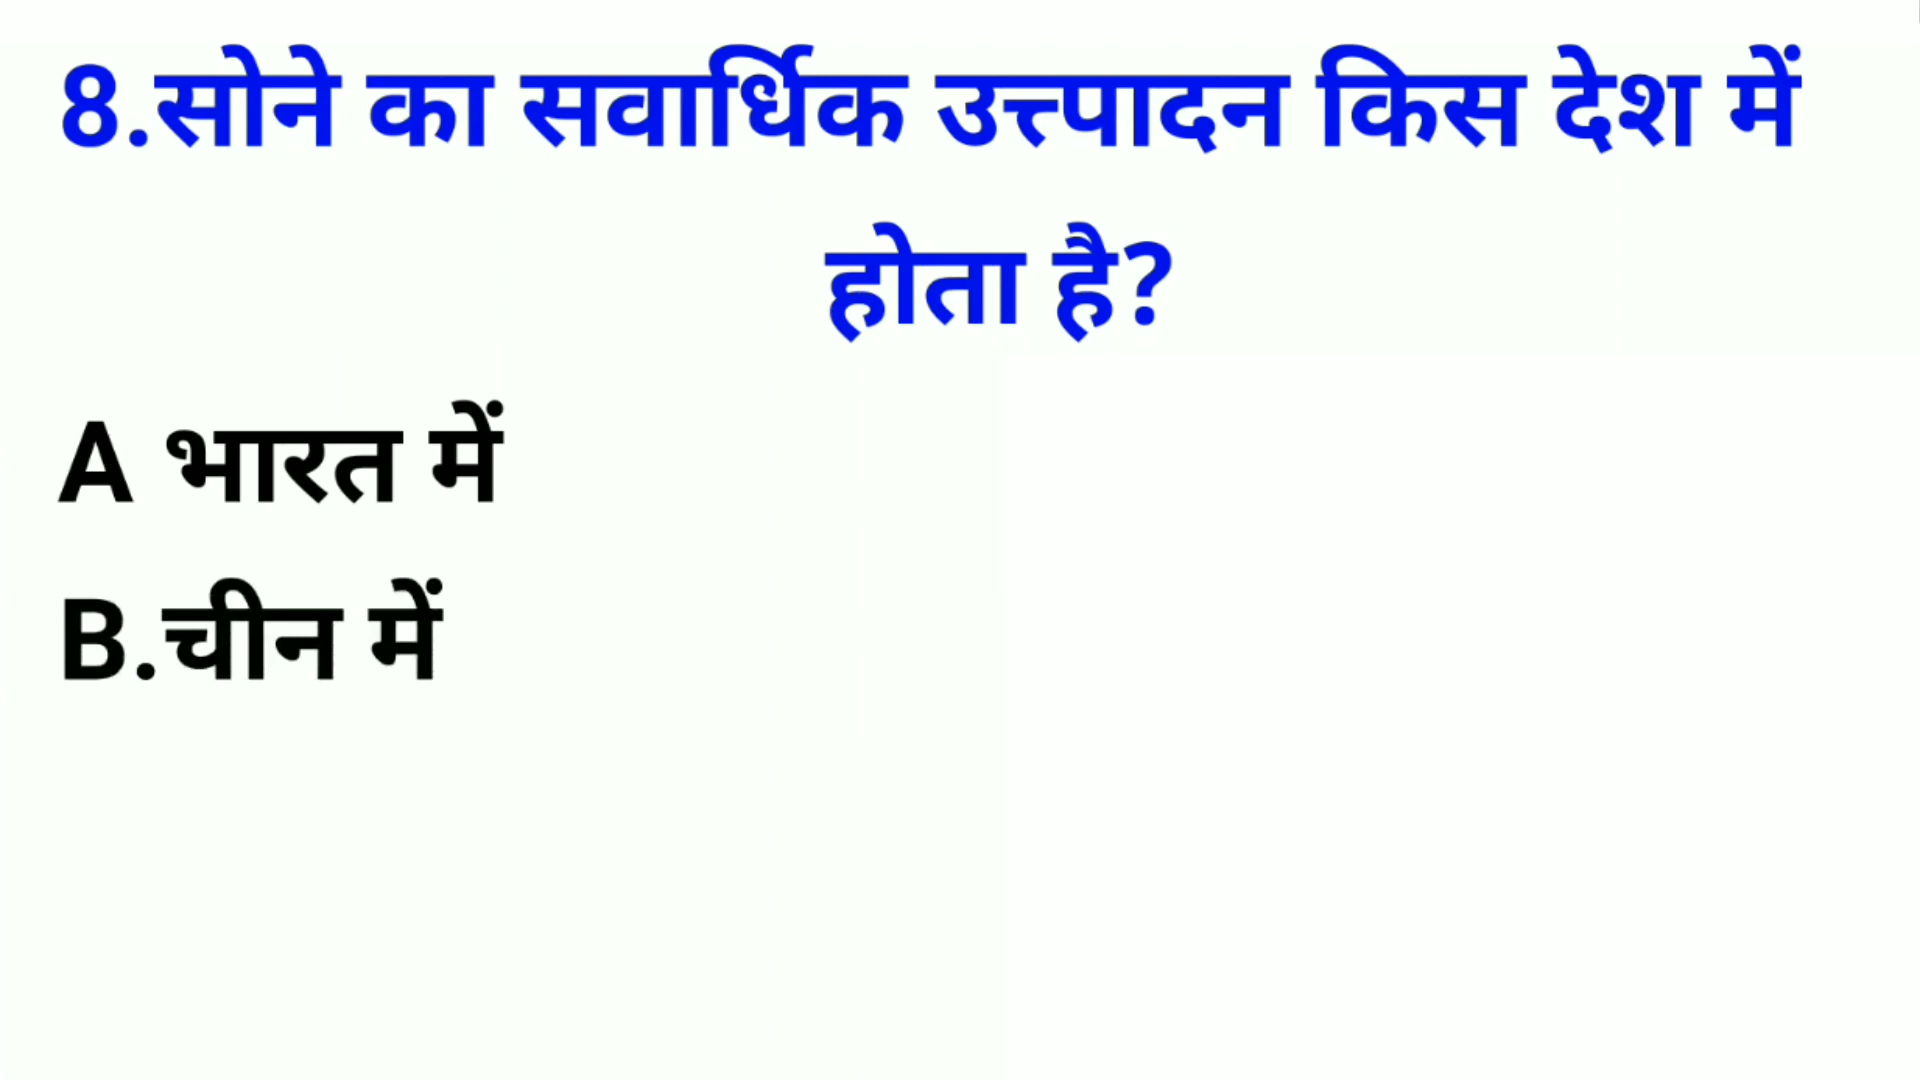 8.सोने का सवार्धिक उत्त्पादन किस देश में
होता है?
A भारत में
B.चीन में